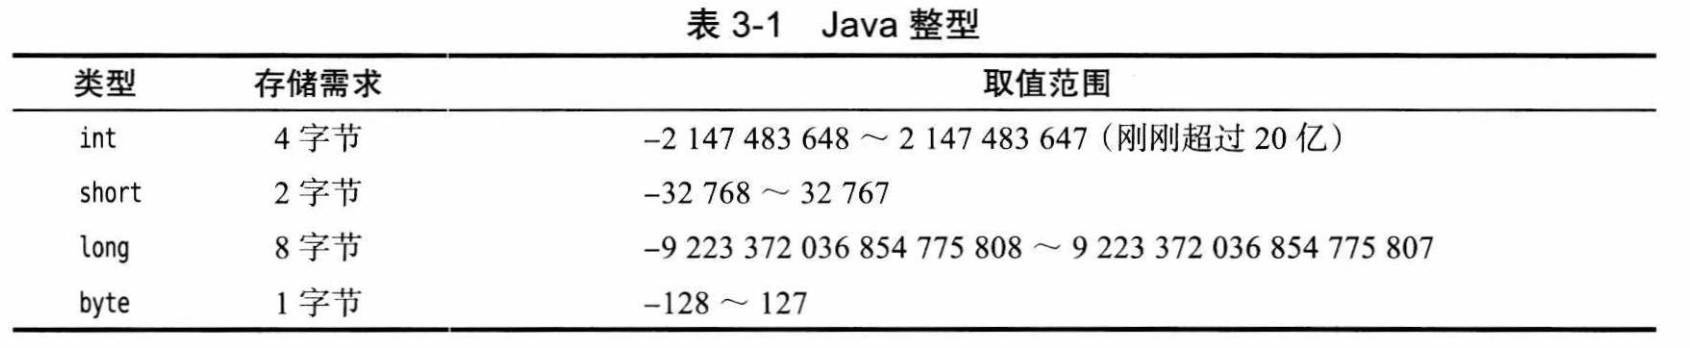 表 3-1 Java 整型
类型 存储需求 取值范围
int 4 字节 –2 147 483 648 ～ 2 147 483 647（刚刚超过 20 亿）
short 2 字节 –32 768 ～ 32 767
long 8 字节 –9 223 372 036 854 775 808 ～ 9 223 372 036 854 775 807
byte 1 字节 –128 ～ 127